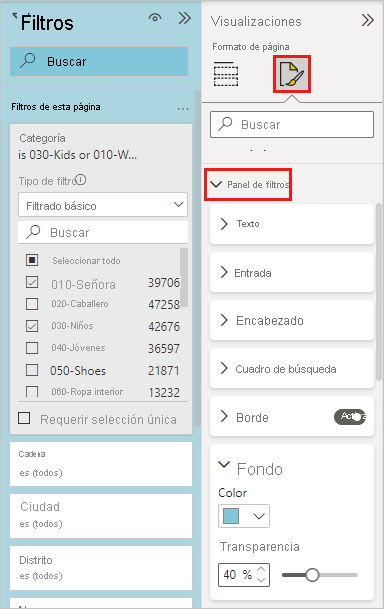 Filtros
Buscar
Filtros de esta página
...
Categoría
is 030-Kids or 010-W...
Tipo de filtro
Filtrado básico
Buscar
Seleccionar todo
010-Señora 39706
020-Caballero 47258
030-Niños 42676
040-Jóvenes 36597
050-Shoes 21871
060-Ropa interior 13232
Requerir selección única
Cadena
es (todos)
Ciudad
es (todos)
Distrito
es (todos)
Visualizaciones
Formato de página
Buscar
Panel de filtros
Texto
Entrada
Encabezado
Cuadro de búsqueda
Borde
Fondo
Color
Transparencia
40 %